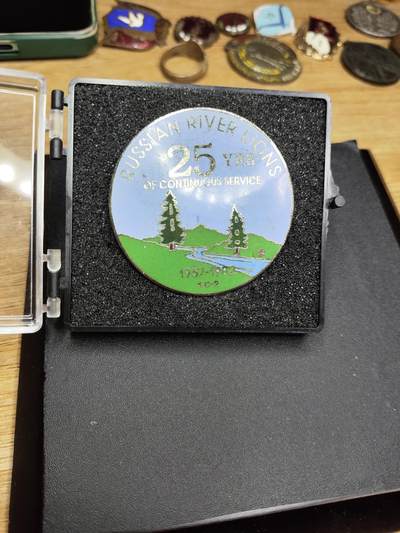 RUSSIAN RIVER LIONS
25 YRS
OF CONTINUOUS SERVICE